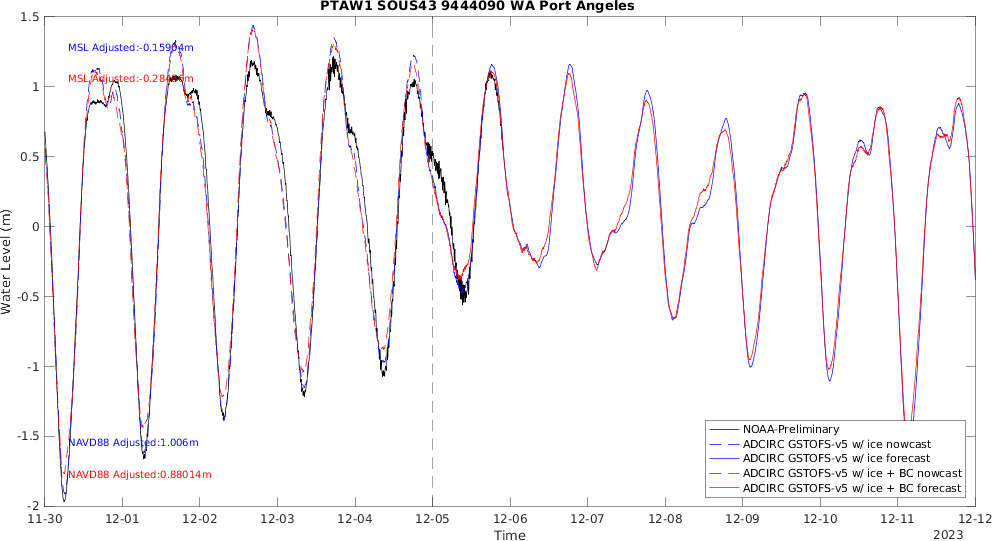 PTAW1 SOUS43 9444090 WA Port Angeles
Water Level (m)
1.5
1
0.5
0
-0.5
-1
-1.5
-2
MSL Adjusted:-0.15904m
MSL
NAVD88 Adjusted:1.006m
NAVD88 Adjusted:0.88014m
NOAA-Preliminary
ADCIRC GSTOFS-v5 w/ ice nowcast
ADCIRC GSTOFS-v5 w/ ice forecast
ADCIRC GSTOFS-v5 w/ ice + BC nowcast
ADCIRC GSTOFS-v5 w/ ice + BC forecast
11-30 12-01 12-02 12-03 12-04 12-05 12-06 12-07 12-08 12-09 12-10 12-11 12-12
Time
2023